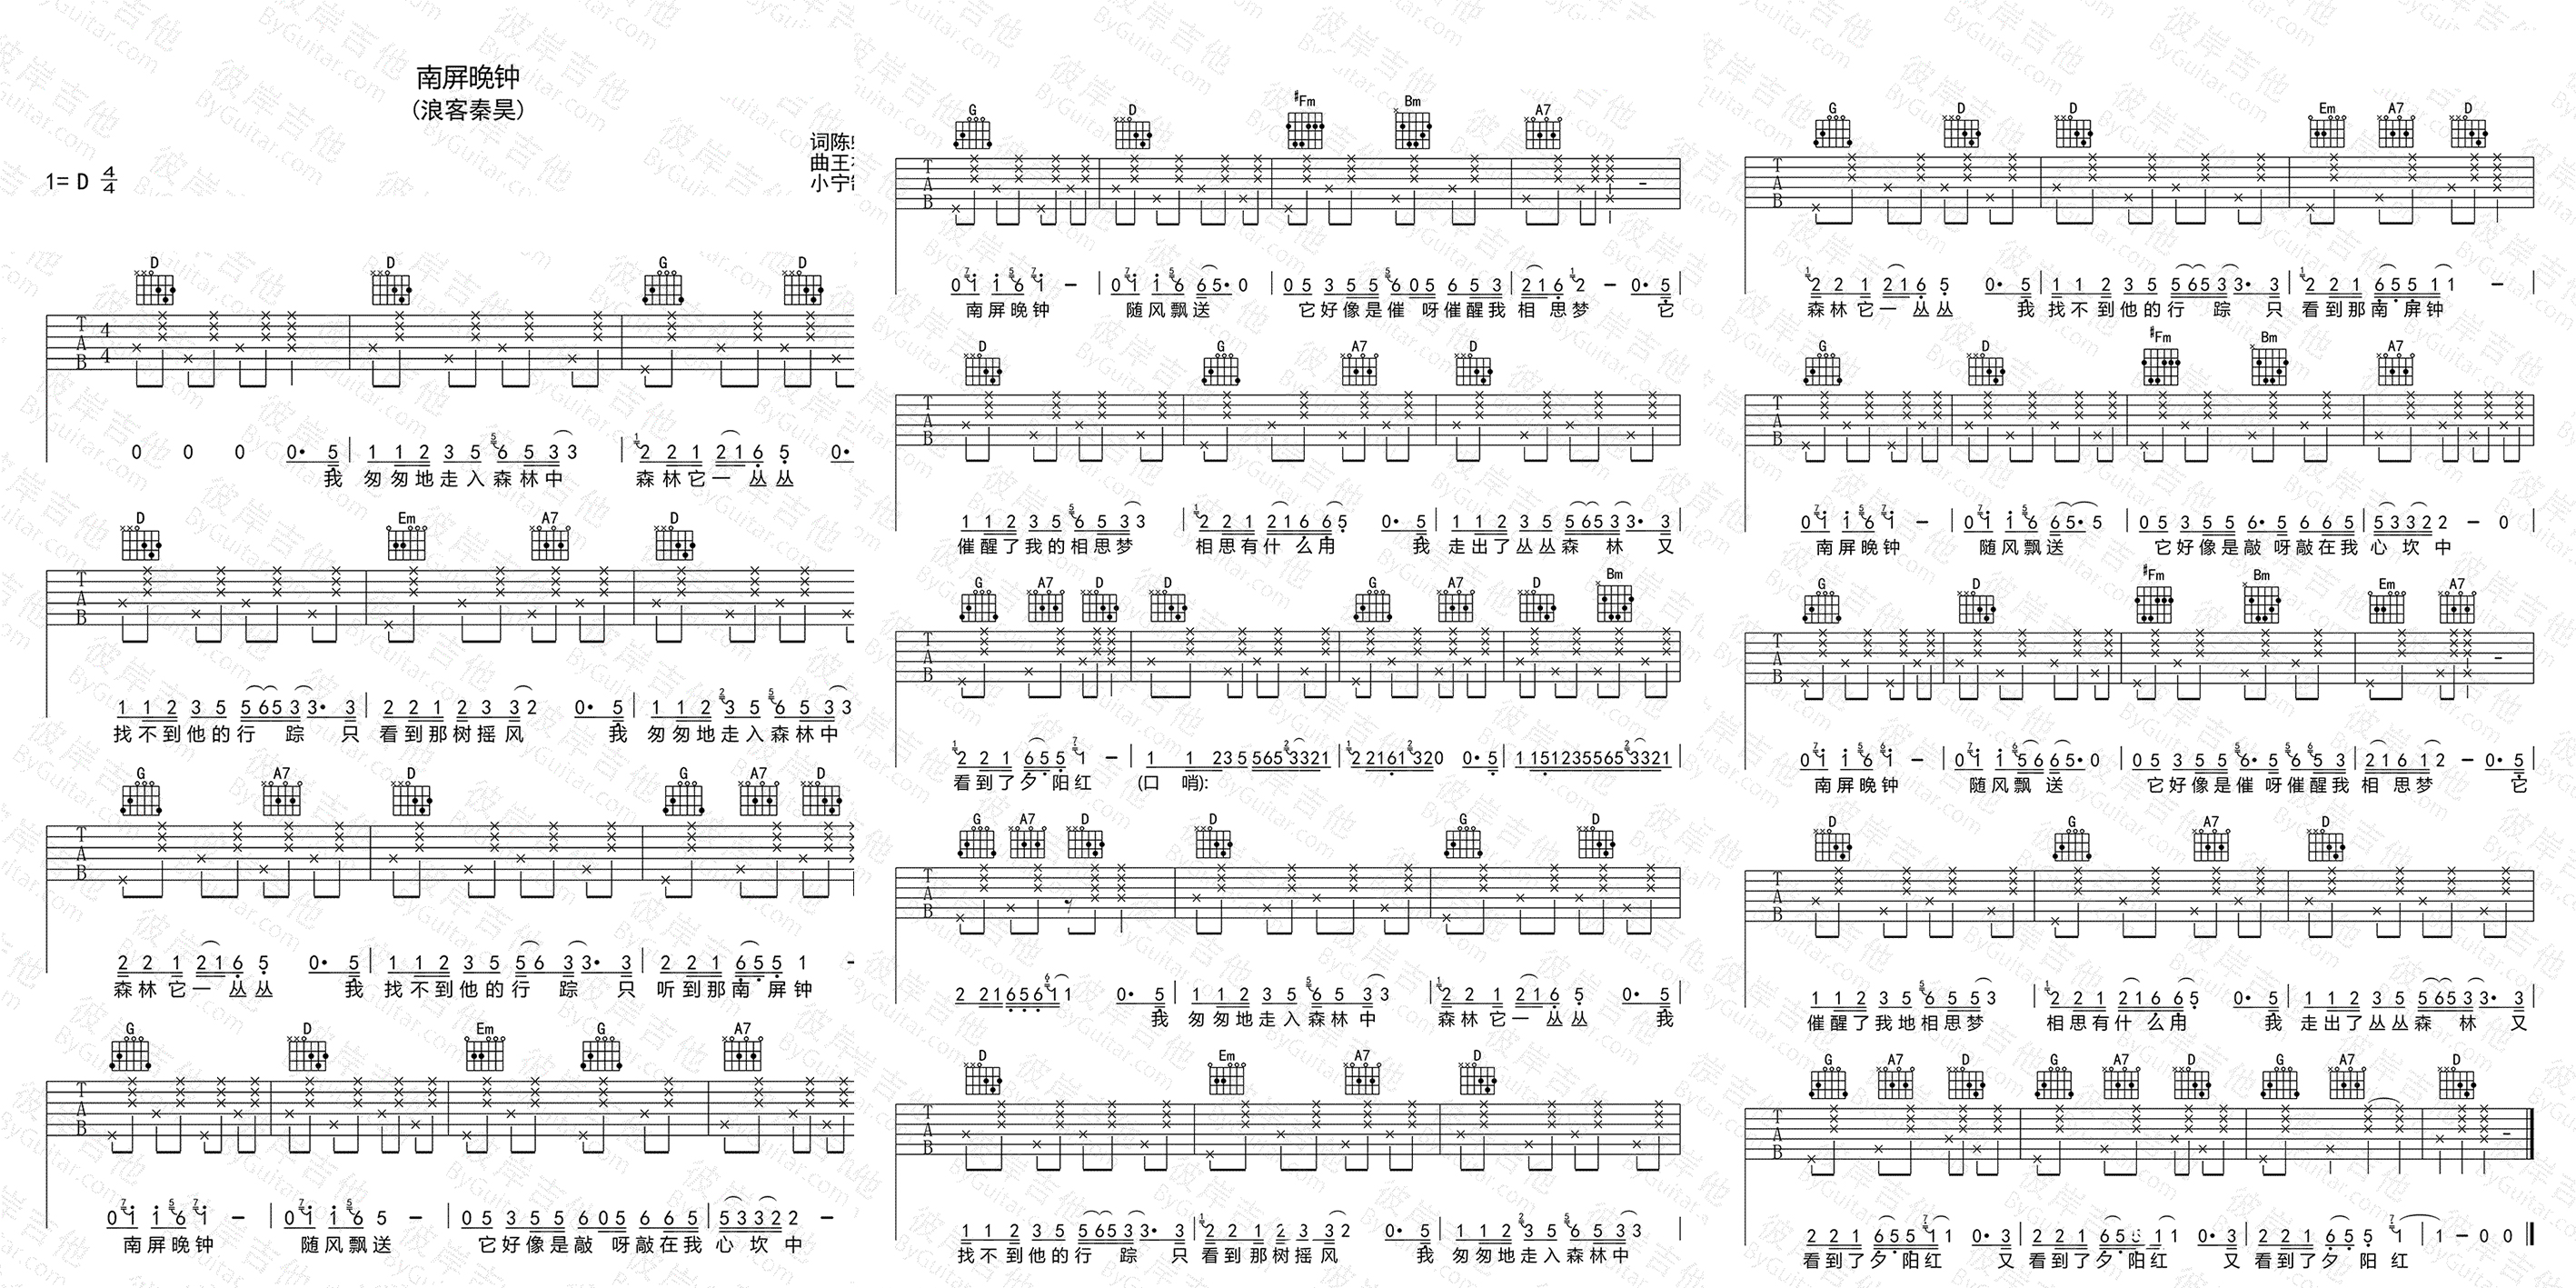 南屏晚钟
(浪客秦昊)
词陈
曲王
小宁
1= D 4/4
D D G D
T A B 4/4
0 0 0 0· 5 | 1 1 2 3 5 6 5 3 3 | 2 2 1 2 1 6 5 0·
我 匆匆地走入森林中 森林它一丛丛
D Em A7 D
1 1 2 3 5 5 6 5 3 3· 3 | 2 2 1 2 3 3 2 0· 5 | 1 1 2 3 5 6 5 3 3
找不到他的行踪 只看到那树摇风 我 匆匆地走入森林中
G A7 D G A7 D
2 2 1 2 1 6 5 0· 5 | 1 1 2 3 5 5 6 3 3· 3 | 2 2 1 6 5 5 1 -
森林它一丛丛 我 找不到他的行踪 只 听到那南屏钟
G D Em G A7
0 1 1 6 1 - | 0 1 1 6 5 - | 0 5 3 5 5 6 0 5 6 6 5 | 5 3 3 2 2 -
南屏晚钟 随风飘送 它好像是敲呀敲在我心坎中
G D #Fm Bm A7
0 1 1 6 1 - | 0 1 1 6 6 5· 0 | 0 5 3 5 5 6 0 5 6 5 3 | 2 1 6 2 - 0· 5
南屏晚钟 随风飘送 它好像是催呀催醒我相思梦 它
D G A7 D
1 1 2 3 5 6 5 3 3 | 2 2 1 2 1 6 6 5 0· 5 | 1 1 2 3 5 5 6 5 3 3· 3
催醒了我的相思梦 相思有什么用 我 走出了丛丛森林 又
G A7 D D G A7 D Bm
2 2 1 6 5 5 1 - | 1 1 2 3 5 5 6 5 3 3 2 1 | 2 2 1 6 1 3 2 0 0· 5 | 1 1 5 1 2 3 5 5 6 5 3 3 2 1
看到了夕阳红 (口哨):
G A7 D D G D
2 2 1 6 5 6 1 1 0· 5 | 1 1 2 3 5 6 5 3 3 | 2 2 1 2 1 6 5 0· 5
我 匆匆地走入森林中 森林它一丛丛 我
D Em A7 D
1 1 2 3 5 5 6 5 3 3· 3 | 2 2 1 2 3 3 2 0· 5 | 1 1 2 3 5 6 5 3 3
找不到他的行踪 只看到那树摇风 我 匆匆地走入森林中
G D D Em A7 D
2 2 1 2 1 6 5 0· 5 | 1 1 2 3 5 5 6 5 3 3· 3 | 2 2 1 6 5 5 1 1 -
森林它一丛丛 我 找不到他的行踪 只 看到那南屏钟
G D #Fm Bm A7
0 1 1 6 1 - | 0 1 1 6 6 5· 5 | 0 5 3 5 5 6· 5 6 6 5 | 5 3 3 2 2 - 0
南屏晚钟 随风飘送 它好像是敲呀敲在我心坎中
G D #Fm Bm Em A7
0 1 1 6 1 - | 0 1 1 5 6 6 5· 0 | 0 5 3 5 5 6· 5 6 5 3 | 2 1 6 1 2 - 0· 5
南屏晚钟 随风飘送 它好像是催呀催醒我相思梦 它
D G A7 D
1 1 2 3 5 6 5 5 3 | 2 2 1 2 1 6 6 5 0· 5 | 1 1 2 3 5 5 6 5 3 3· 3
催醒了我地相思梦 相思有什么用 我 走出了丛丛森林 又
G A7 D G A7 D G A7 D
2 2 1 6 5 5 1 1 0· 3 | 2 2 1 6 5 5 1 1 0· 3 | 2 2 1 6 5 5 1 | 1 - 0 0
看到了夕阳红 又 看到了夕阳红 又 看到了夕阳红
彼岸吉他
ByGuitar.com